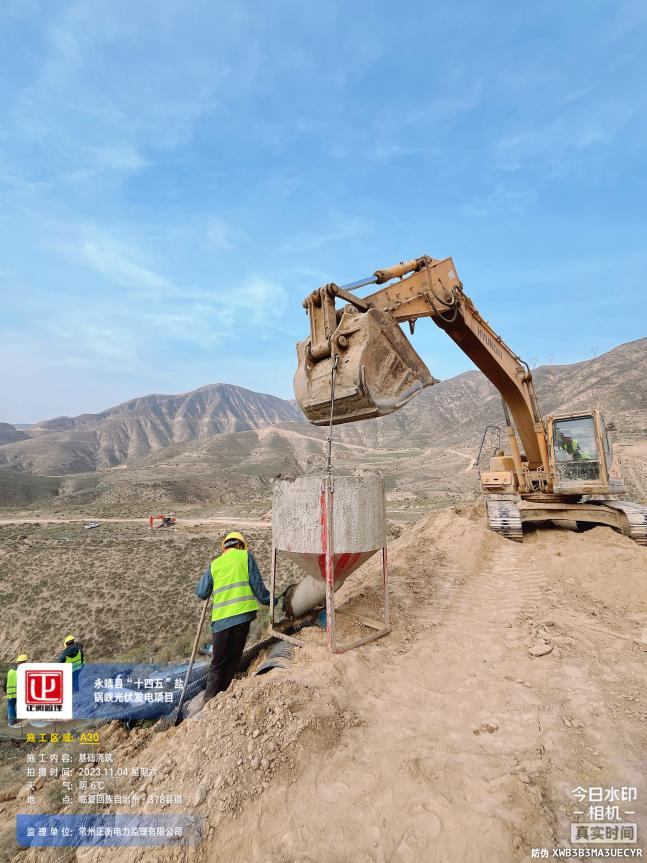 HYUNDAI
正衡管理
永靖县“十四五”盐
锅峡光伏发电项目
施工区域: A30
施工内容: 基础浇筑
拍摄时间: 2023.11.04 星期六
天气: 阴 6℃
地点: 临夏回族自治州·378县道
监理单位: 常州正衡电力监理有限公司
今日水印
相机
真实时间
防伪 XWB3B3MA3UECYR